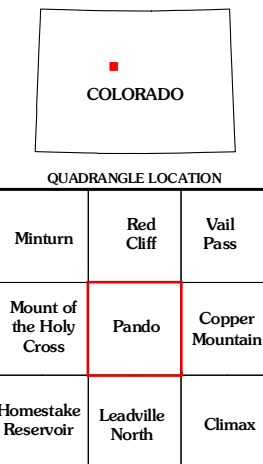 COLORADO
QUADRANGLE LOCATION
Minturn
Red
Cliff
Vail
Pass
Mount of
the Holy
Cross
Pando
Copper
Mountain
Homestake
Reservoir
Leadville
North
Climax